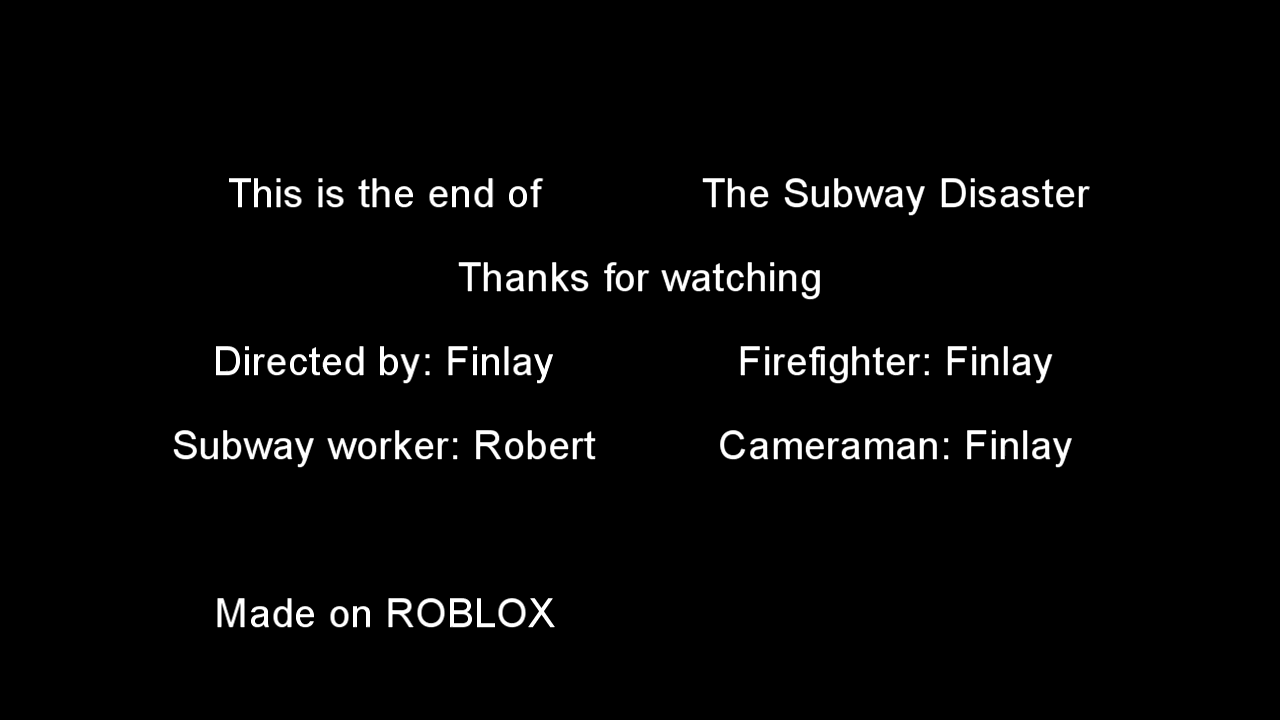 This is the end of The Subway Disaster
Thanks for watching
Directed by: Finlay Firefighter: Finlay
Subway worker: Robert Cameraman: Finlay
Made on ROBLOX